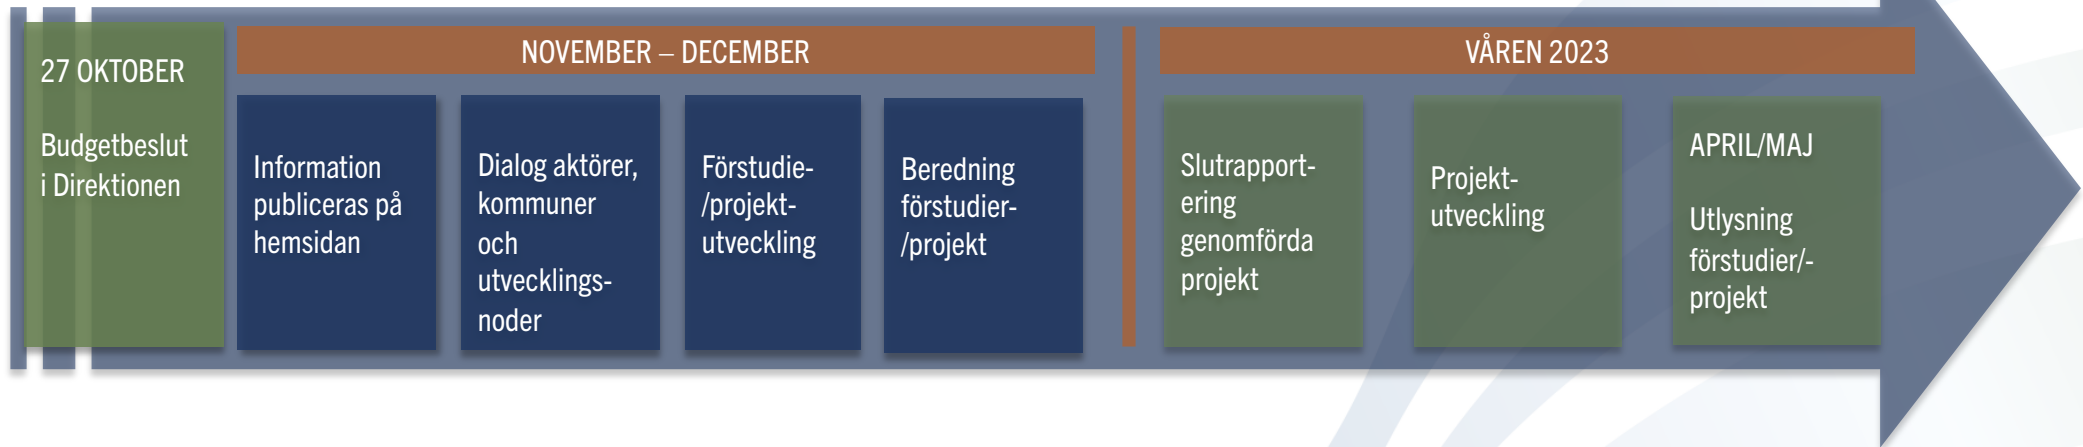 27 OKTOBER
Budgetbeslut
i Direktionen
NOVEMBER – DECEMBER
Information
publiceras på
hemsidan
Dialog aktörer,
kommuner
och
utvecklings-
noder
Förstudie-
/projekt-
utveckling
Beredning
förstudier-
/projekt
VÅREN 2023
Slutrapport-
ering
genomförda
projekt
Projekt-
utveckling
APRIL/MAJ
Utlysning
förstudier/-
projekt